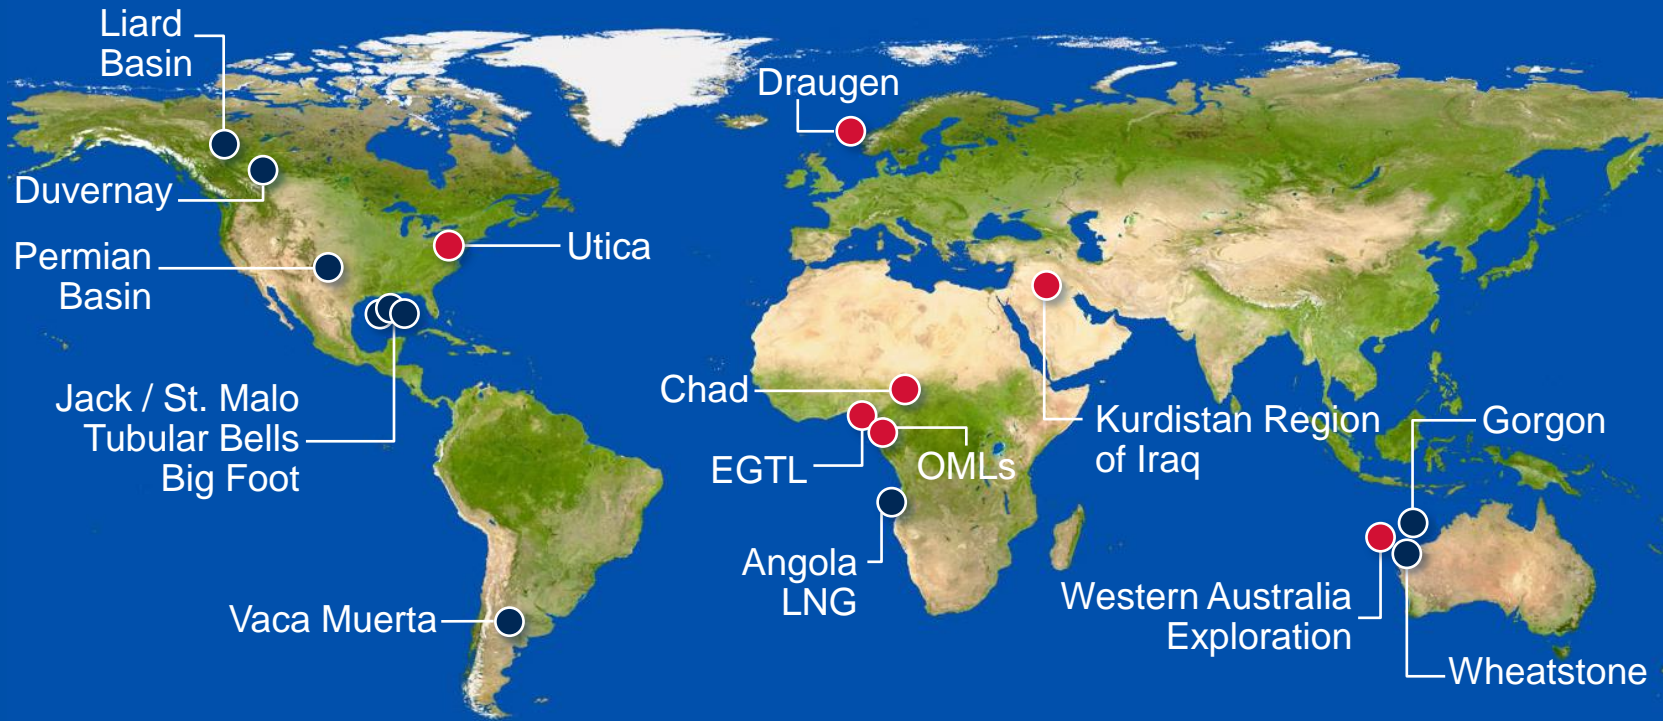 Liard
Basin
Draugen
Duvernay
Utica
Permian
Basin
Chad
Jack / St. Malo
Tubular Bells
Big Foot
Kurdistan Region
of Iraq
Gorgon
EGTL
OMLs
Angola
LNG
Western Australia
Exploration
Vaca Muerta
Wheatstone